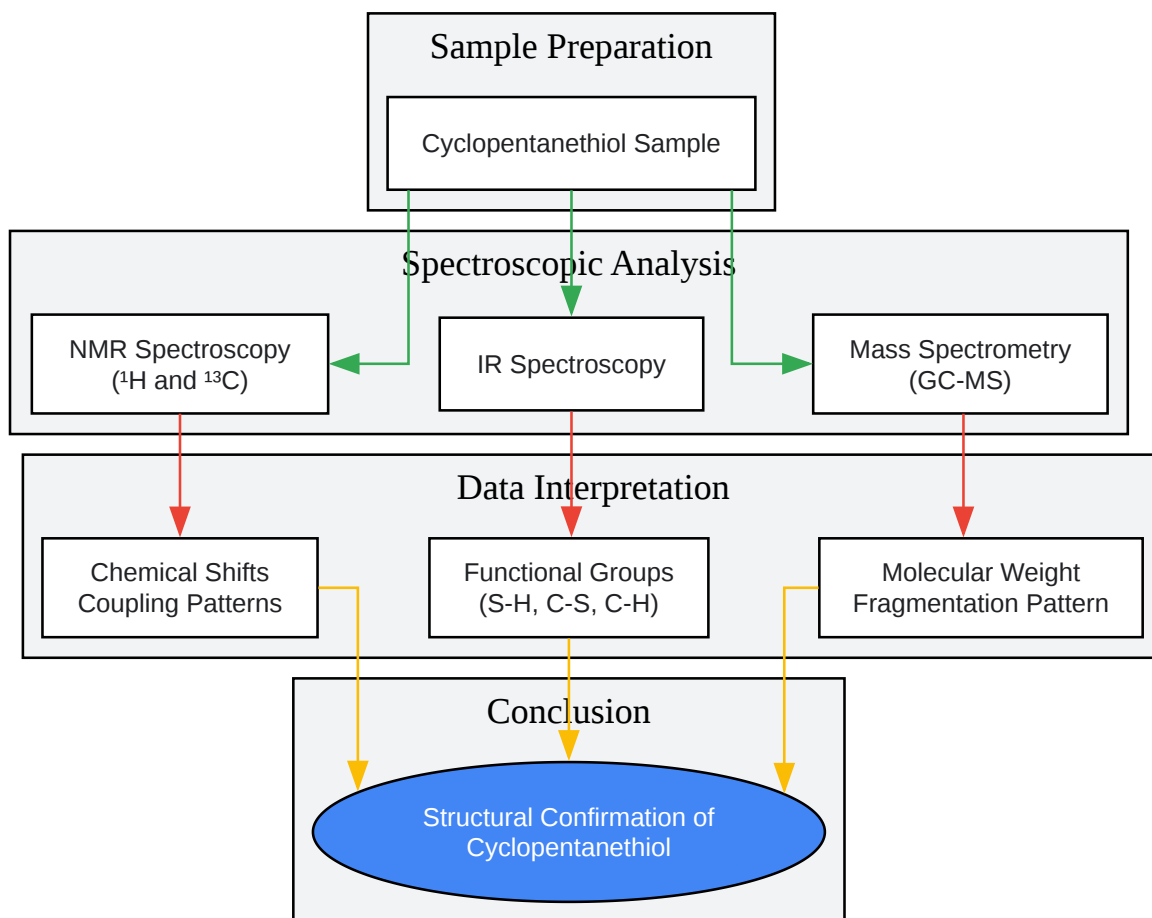 Sample Preparation
Cyclopentanethiol Sample
Spectroscopic Analysis
NMR Spectroscopy
(¹H and ¹³C)
IR Spectroscopy
Mass Spectrometry
(GC-MS)
Data Interpretation
Chemical Shifts
Coupling Patterns
Functional Groups
(S-H, C-S, C-H)
Molecular Weight
Fragmentation Pattern
Conclusion
Structural Confirmation of
Cyclopentanethiol